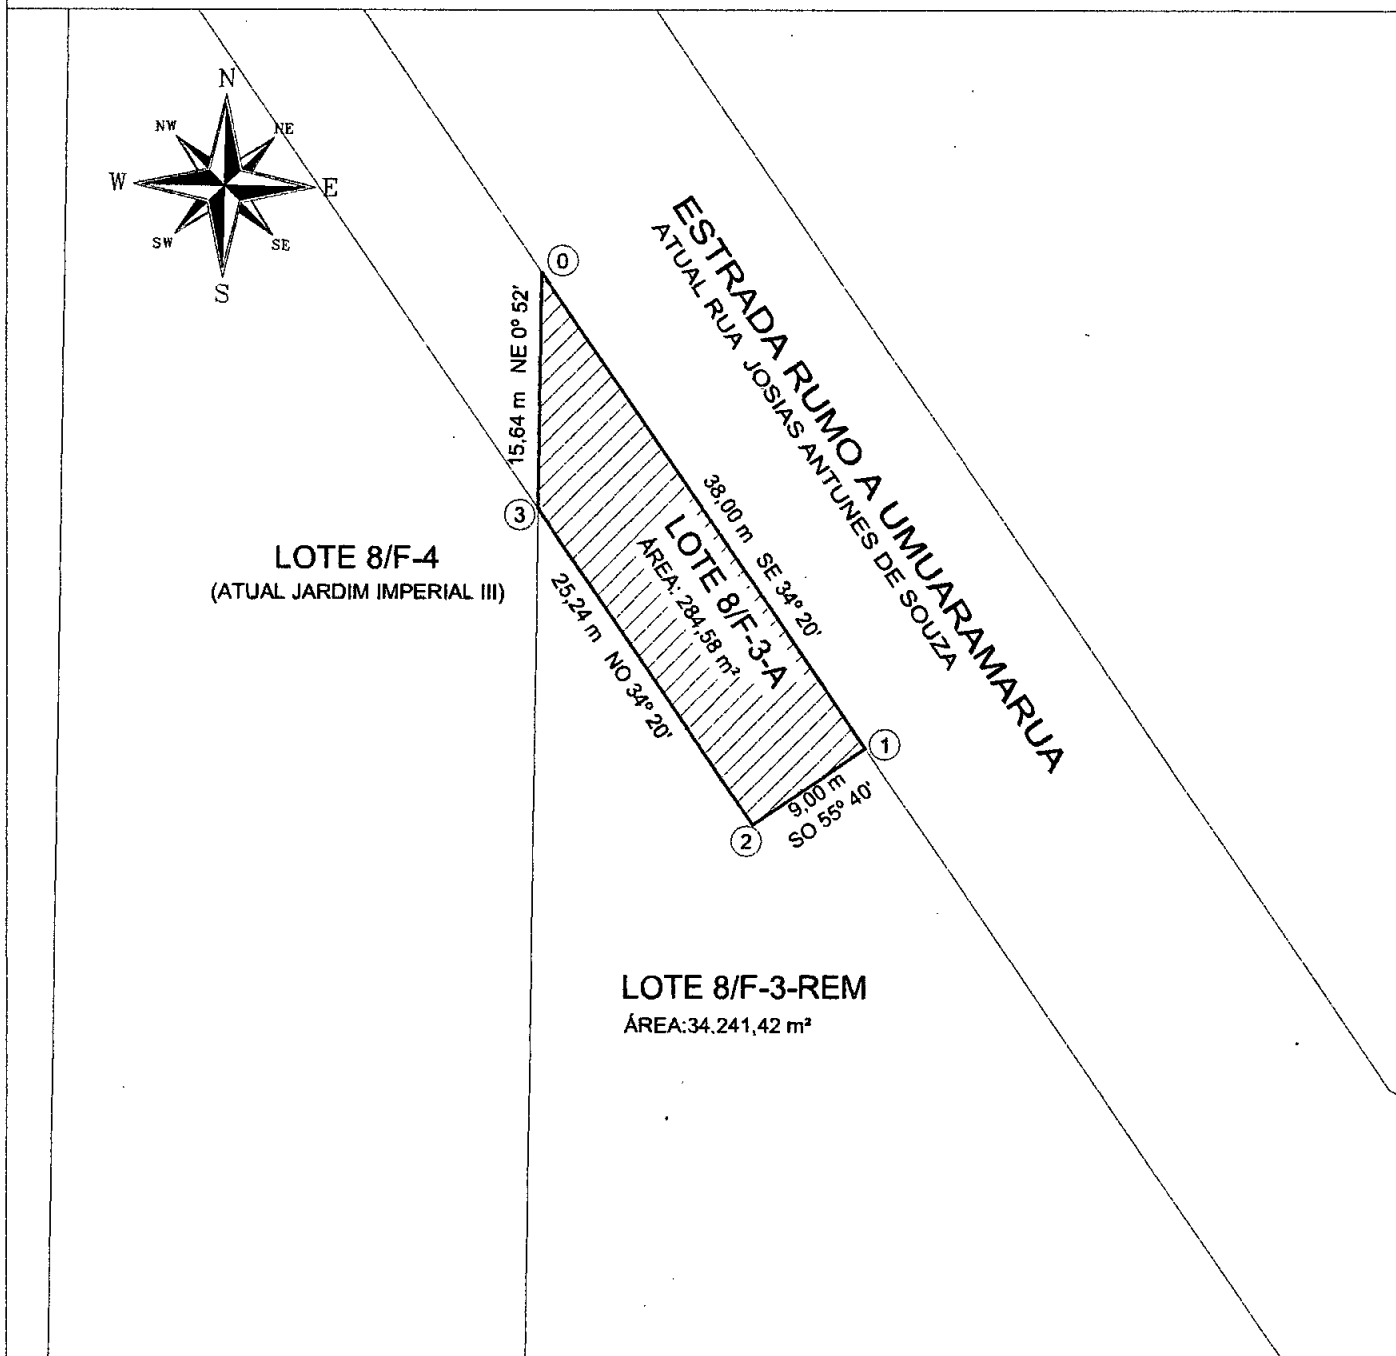 N
NW
NE
W
E
SW
SE
S
0
ESTRADA RUMO A UMUARAMARUA
ATUAL RUA JOSIAS ANTUNES DE SOUZA
15,64 m NE 0° 52'
38,00 m SE 34° 20'
3
LOTE 8/F-3-A
ÁREA: 284,58 m²
LOTE 8/F-4
(ATUAL JARDIM IMPERIAL III)
25,24 m NO 34° 20'
1
9,00 m
SO 55° 40'
2
LOTE 8/F-3-REM
ÁREA:34.241,42 m²